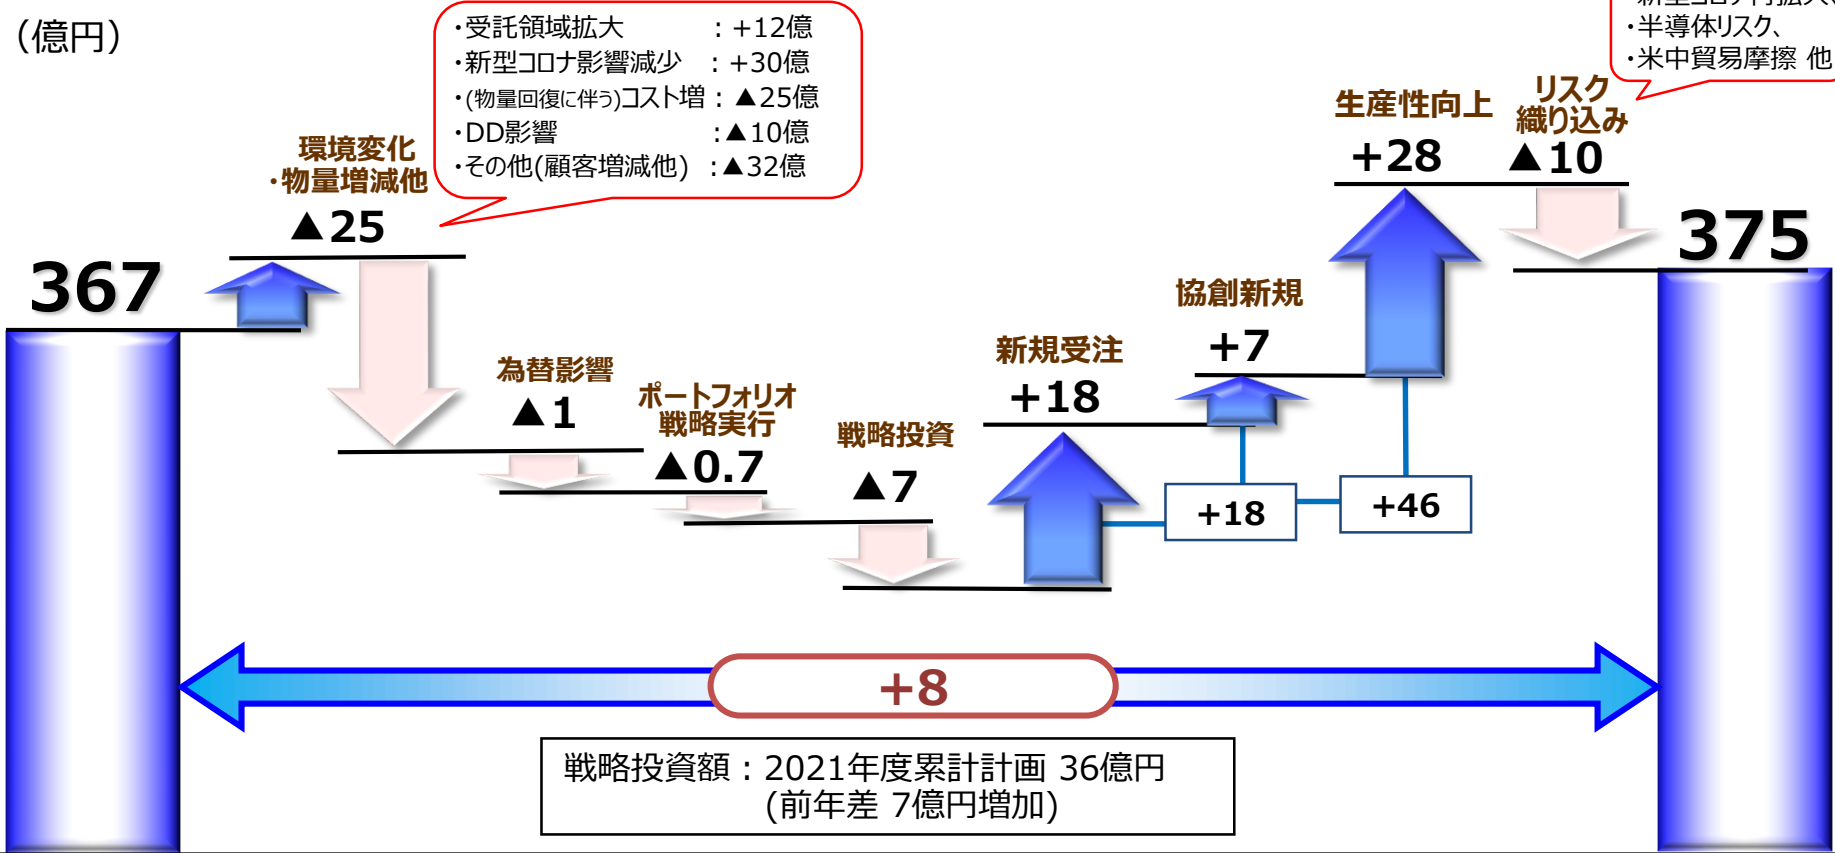 （億円）
・受託領域拡大 ：+12億
・新型コロナ影響減少 ：+30億
・(物量回復に伴う)コスト増：▲25億
・DD影響 ：▲10億
・その他(顧客増減他) ：▲32億
・半導体リスク、
・米中貿易摩擦 他
環境変化
・物量増減他
▲25
367
為替影響
▲1
ポートフォリオ
戦略実行
▲0.7
戦略投資
▲7
新規受注
+18
協創新規
+7
生産性向上
+28
リスク
織り込み
▲10
375
+18
+46
+8
戦略投資額：2021年度累計計画 36億円
(前年差 7億円増加)